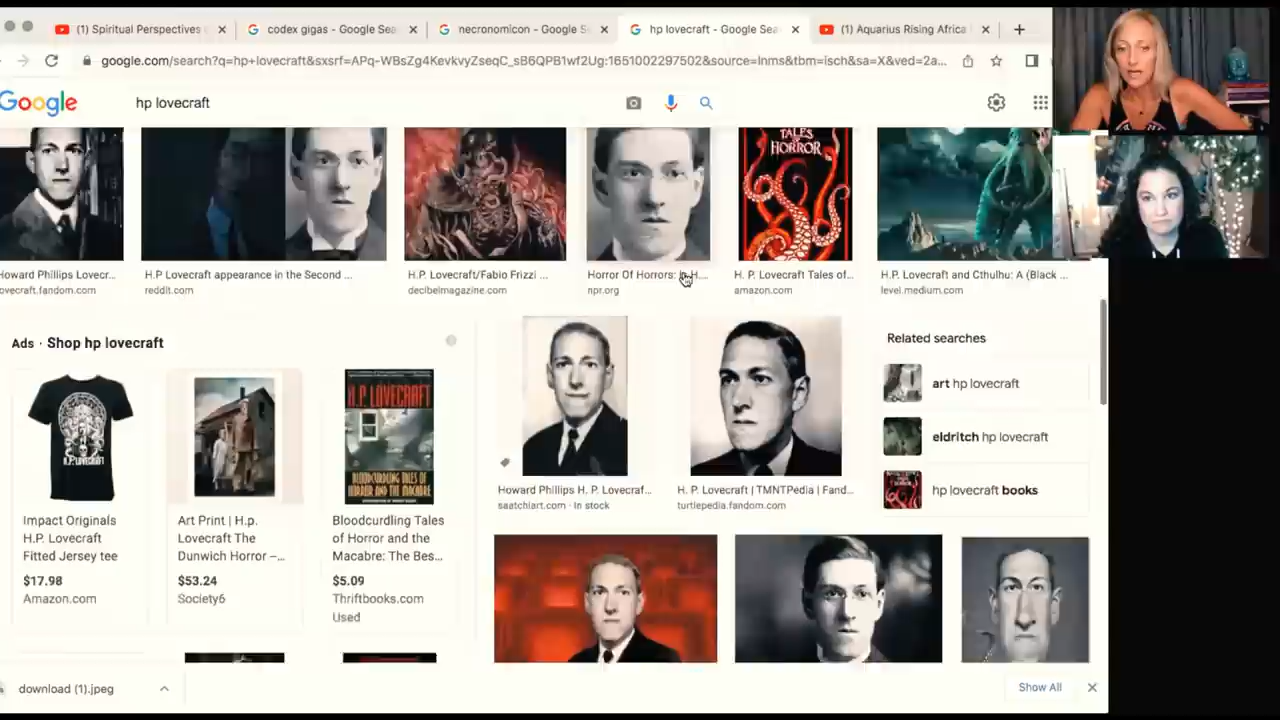 (1) Spiritual Perspectives
codex gigas - Google Sea
necronomicon - Google S
hp lovecraft - Google Sea
(1) Aquarius Rising Africa
google.com/search?q=hp+lovecraft&sxsrf=APq-WBsZg4KevkvyZseqC_sB6QPB1wf2Ug:1651002297502&source=lnms&tbm=isch&sa=X&ved=2a...
Google
hp lovecraft
TALES
of
HORROR
Howard Phillips Lovecr...
ovecraft.fandom.com
H.P Lovecraft appearance in the Second ...
reddit.com
H.P. Lovecraft/Fabio Frizzi ...
decibelmagazine.com
Horror Of Horrors: Is H....
npr.org
H. P. Lovecraft Tales of...
amazon.com
H.P. Lovecraft and Cthulhu: A (Black ...
level.medium.com
Ads · Shop hp lovecraft
H.P. LOVECRAFT
H.P. LOVECRAFT
BLOODCURDLING TALES OF
HORROR AND THE MACABRE
Impact Originals
H.P. Lovecraft
Fitted Jersey tee
$17.98
Amazon.com
Art Print | H.p.
Lovecraft The
Dunwich Horror –...
$53.24
Society6
Bloodcurdling Tales
of Horror and the
Macabre: The Bes...
$5.09
Thriftbooks.com
Used
Howard Phillips H. P. Lovecraf...
saatchiart.com · In stock
H. P. Lovecraft | TMNTPedia | Fand...
turtlepedia.fandom.com
Related searches
art hp lovecraft
eldritch hp lovecraft
hp lovecraft books
download (1).jpeg
Show All